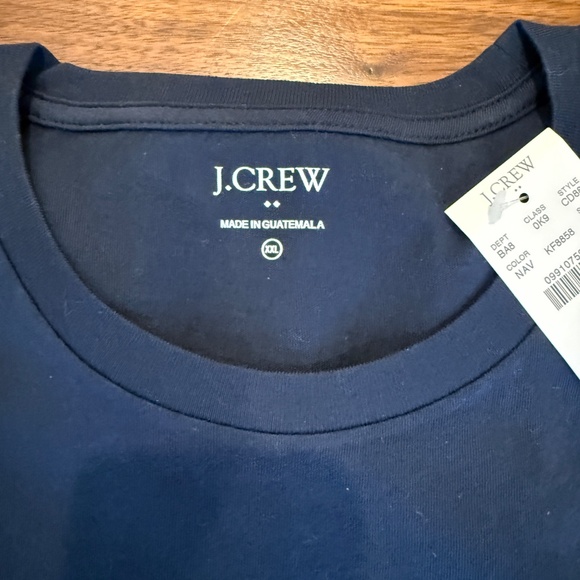 J.CREW
MADE IN GUATEMALA
XXL
J.CREW
DEPT CLASS STYLE
BA8 0K9
COLOR
NAV KF8858